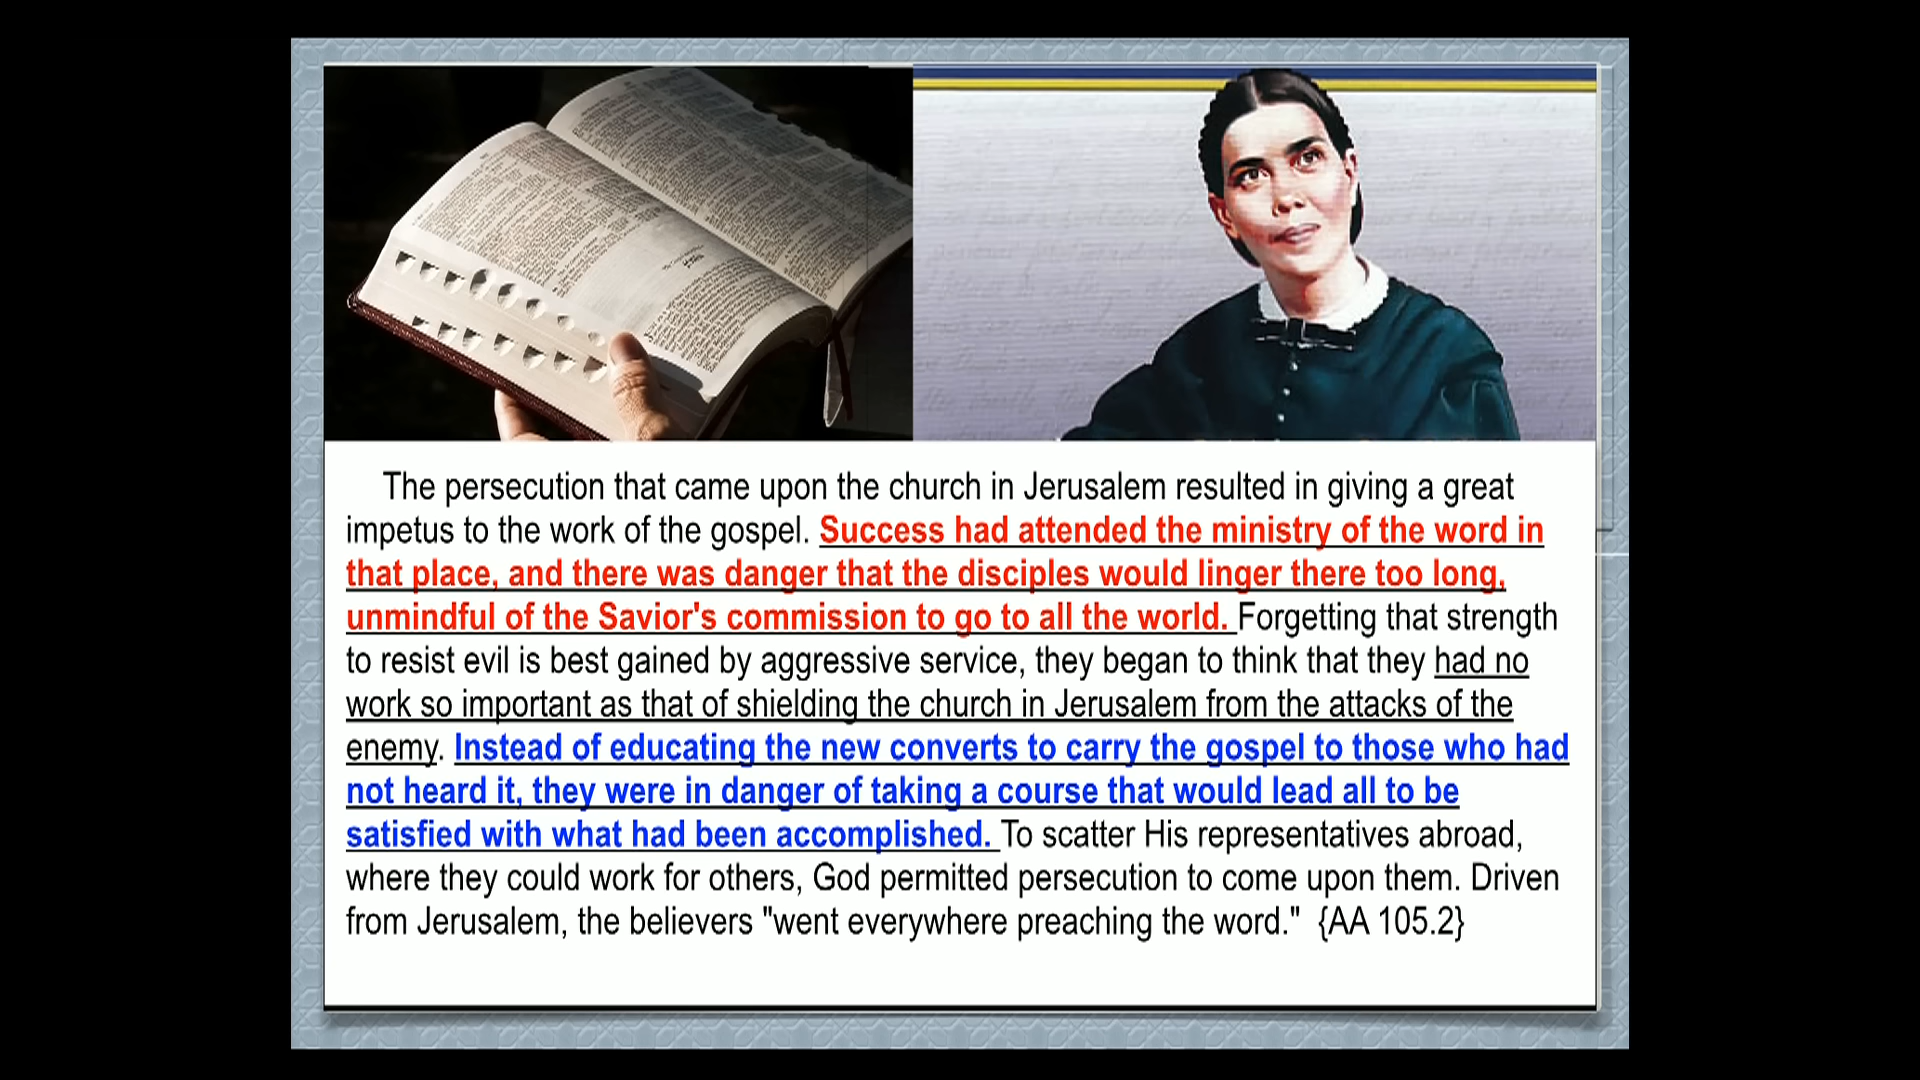 The persecution that came upon the church in Jerusalem resulted in giving a great
impetus to the work of the gospel. Success had attended the ministry of the word in
that place, and there was danger that the disciples would linger there too long,
unmindful of the Savior's commission to go to all the world. Forgetting that strength
to resist evil is best gained by aggressive service, they began to think that they had no
work so important as that of shielding the church in Jerusalem from the attacks of the
enemy. Instead of educating the new converts to carry the gospel to those who had
not heard it, they were in danger of taking a course that would lead all to be
satisfied with what had been accomplished. To scatter His representatives abroad,
where they could work for others, God permitted persecution to come upon them. Driven
from Jerusalem, the believers "went everywhere preaching the word." {AA 105.2}